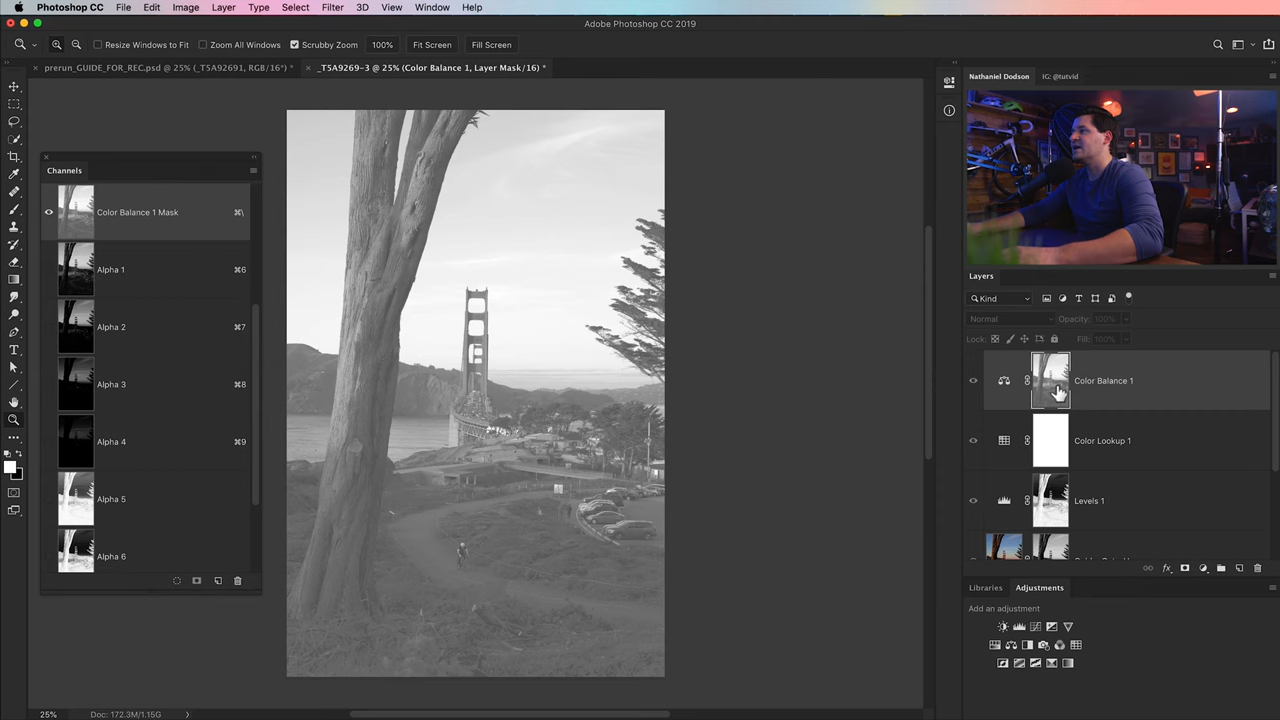 Photoshop CC File Edit Image Layer Type Select Filter 3D View Window Help
Adobe Photoshop CC 2019
Resize Windows to Fit Zoom All Windows Scrubby Zoom 100% Fit Screen Fill Screen
prerun_GUIDE_FOR_REC.psd @ 25% (_T5A92691, RGB/16*) *
_T5A9269-3 @ 25% (Color Balance 1, Layer Mask/16) *
Nathaniel Dodson IG: @tutvid
Channels
Color Balance 1 Mask ⌘\
Alpha 1 ⌘6
Alpha 2 ⌘7
Alpha 3 ⌘8
Alpha 4 ⌘9
Alpha 5
Alpha 6
Layers
Kind
Normal Opacity: 100%
Lock: Fill: 100%
Color Balance 1
Color Lookup 1
Levels 1
Libraries Adjustments
Add an adjustment
25% Doc: 172.3M/1.15G